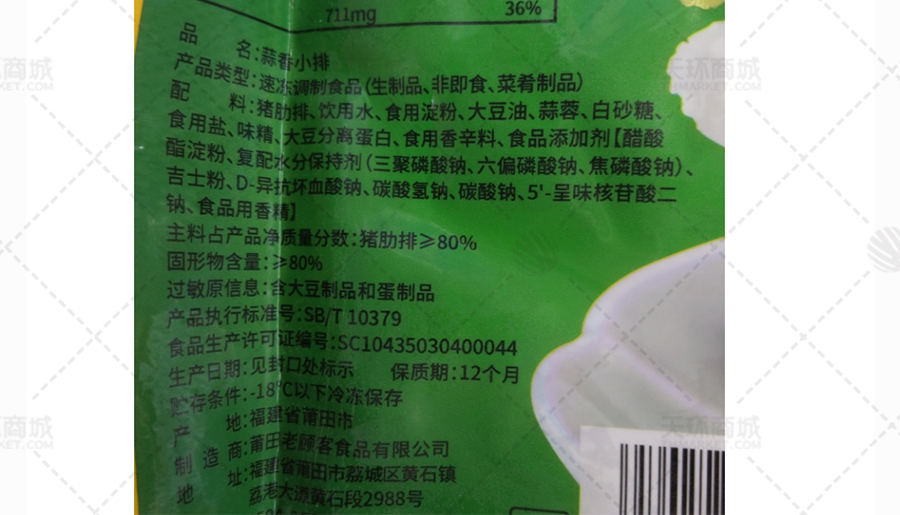 711mg 36%
品 名:蒜香小排
产品类型:速冻调制食品(生制品、非即食、菜肴制品)
配 料:猪肋排、饮用水、食用淀粉、大豆油、蒜蓉、白砂糖、
食用盐、味精、大豆分离蛋白、食用香辛料、食品添加剂【醋酸
酯淀粉、复配水分保持剂(三聚磷酸钠、六偏磷酸钠、焦磷酸钠)、
吉士粉、D-异抗坏血酸钠、碳酸氢钠、碳酸钠、5'-呈味核苷酸二
钠、食品用香精】
主料占产品净质量分数:猪肋排≥80%
固形物含量:≥80%
过敏原信息:含大豆制品和蛋制品
产品执行标准号:SB/T 10379
食品生产许可证编号:SC10435030400044
生产日期:见封口处标示 保质期:12个月
贮存条件:-18℃以下冷冻保存
产 地:福建省莆田市
制 造 商:莆田老顾客食品有限公司
地 址:福建省莆田市荔城区黄石镇
荔港大道黄石段2988号